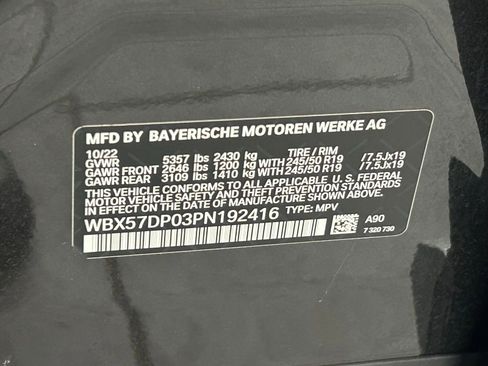 MFD BY BAYERISCHE MOTOREN WERKE AG
10/22 TIRE / RIM
GVWR 5357 lbs 2430 kg
GAWR FRONT 2646 lbs 1200 kg WITH 245/50 R19 /7.5Jx19
GAWR REAR 3109 lbs 1410 kg WITH 245/50 R19 /7.5Jx19
THIS VEHICLE CONFORMS TO ALL APPLICABLE U.S. FEDERAL
MOTOR VEHICLE SAFETY AND THEFT PREVENTION STANDARDS
IN EFFECT ON THE DATE OF MANUFACTURE SHOWN ABOVE.
WBX57DP03PN192416 TYPE: MPV
A90
7 320 730